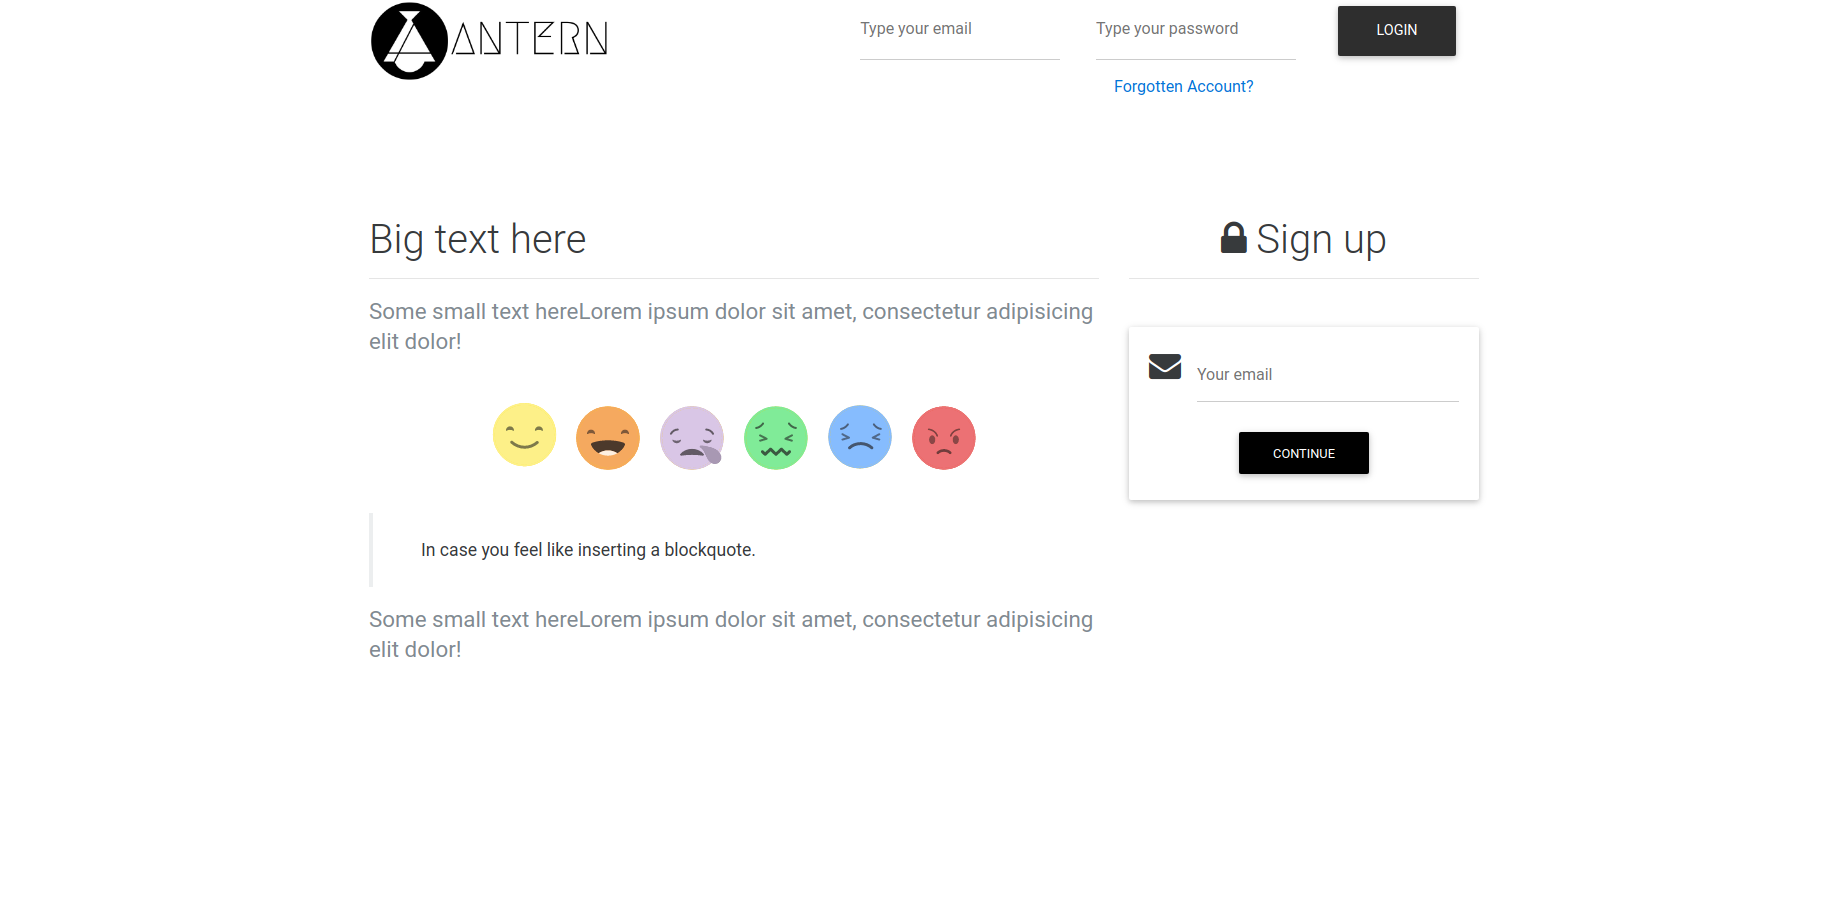 ANTERN
Type your email
Type your password
LOGIN
Forgotten Account?
Big text here
Sign up
Some small text hereLorem ipsum dolor sit amet, consectetur adipisicing
elit dolor!
Your email
CONTINUE
In case you feel like inserting a blockquote.
Some small text hereLorem ipsum dolor sit amet, consectetur adipisicing
elit dolor!